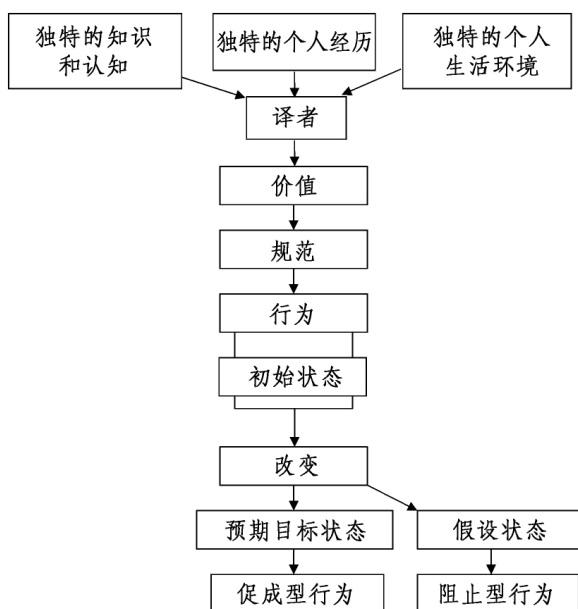 独特的知识
和认知
独特的个人经历
独特的个人
生活环境
译者
价值
规范
行为
初始状态
改变
预期目标状态
假设状态
促成型行为
阻止型行为